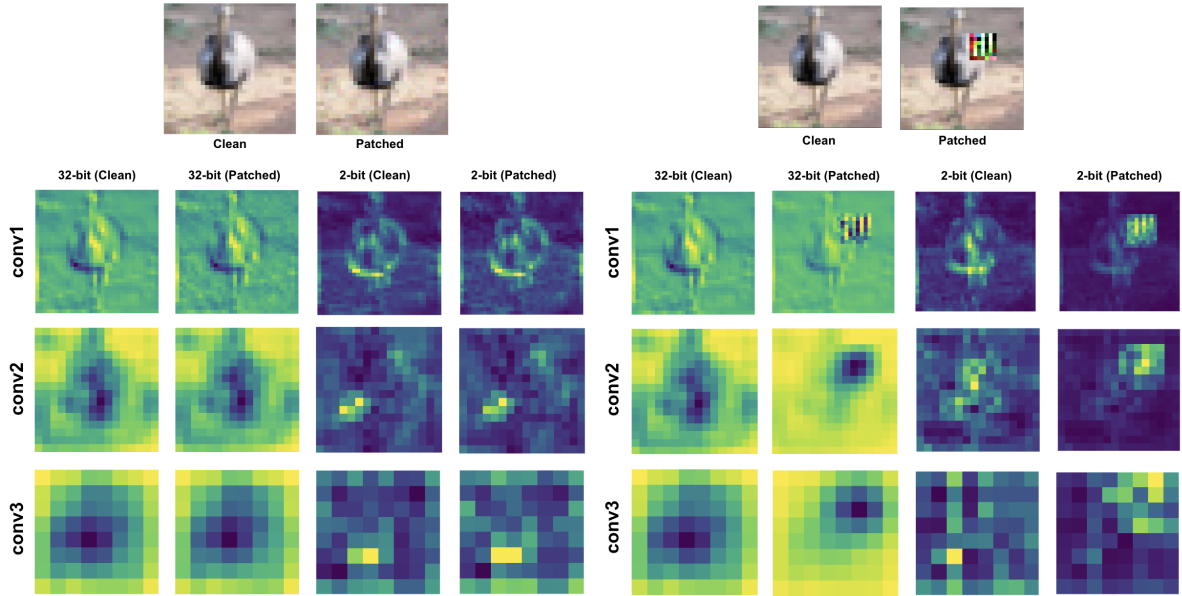 Clean Patched Clean Patched
32-bit (Clean) 32-bit (Patched) 2-bit (Clean) 2-bit (Patched) 32-bit (Clean) 32-bit (Patched) 2-bit (Clean) 2-bit (Patched)
conv1 conv1
conv2 conv2
conv3 conv3